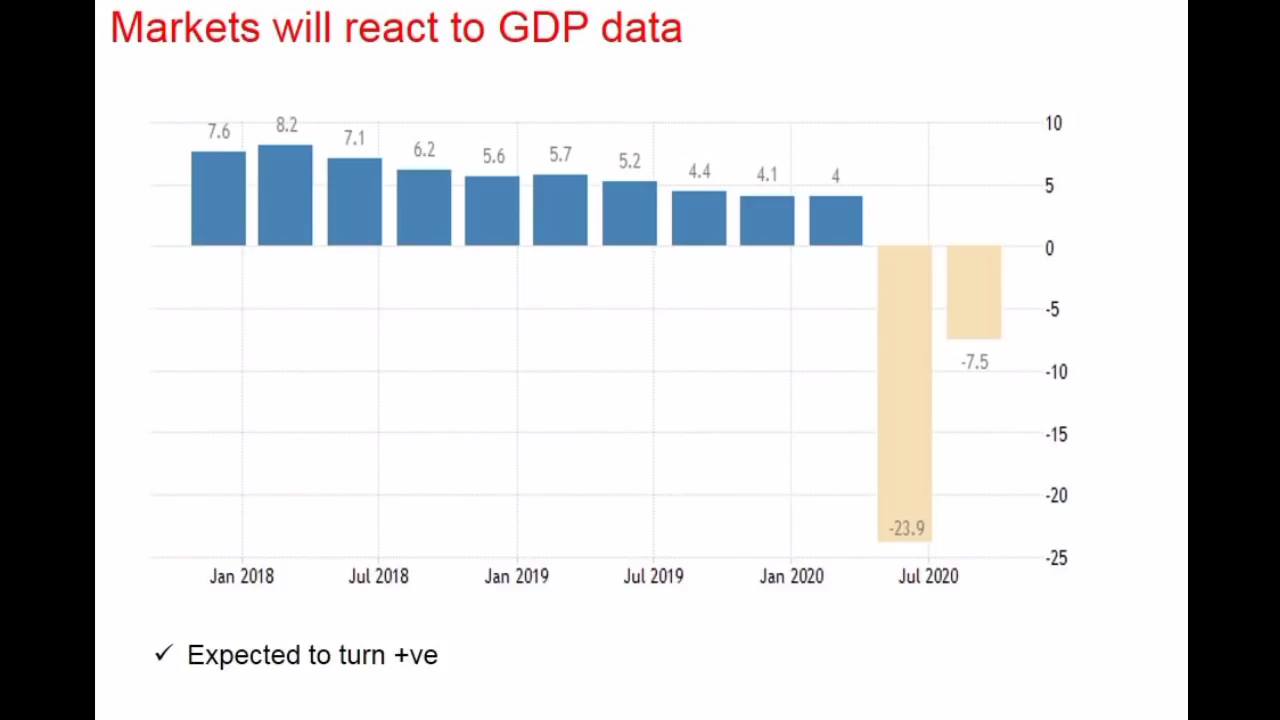 Markets will react to GDP data
7.6 8.2 7.1 6.2 5.6 5.7 5.2 4.4 4.1 4
-7.5
-23.9
10
5
0
-5
-10
-15
-20
-25
Jan 2018 Jul 2018 Jan 2019 Jul 2019 Jan 2020 Jul 2020
✓ Expected to turn +ve